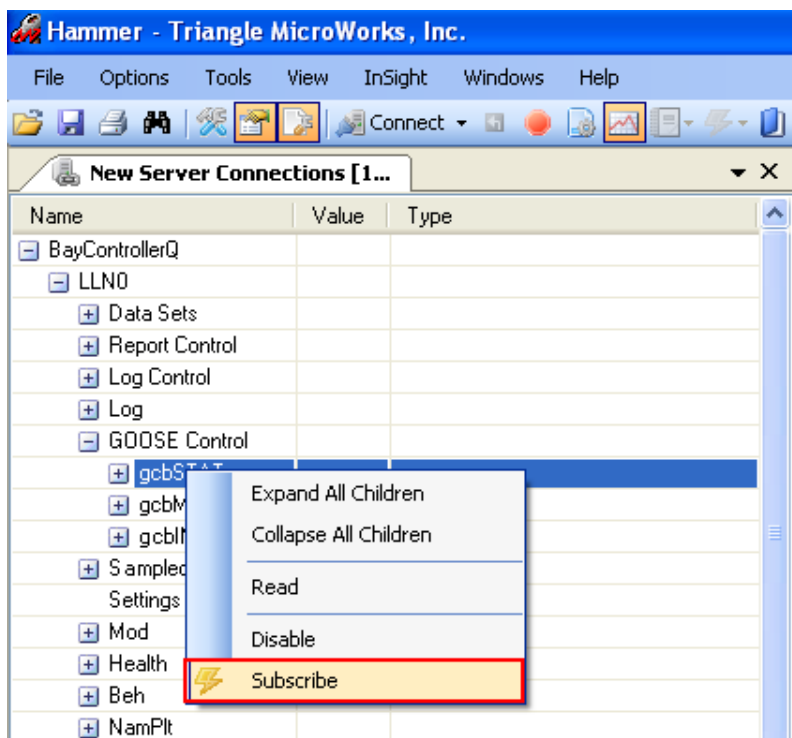 Hammer - Triangle MicroWorks, Inc.
File Options Tools View InSight Windows Help
Connect
New Server Connections [1...
Name Value Type
BayControllerQ
LLN0
Data Sets
Report Control
Log Control
Log
GOOSE Control
gcbSTAT
Expand All Children
Collapse All Children
Read
Settings
Disable
Mod
Health
Subscribe
Beh
NamPlt